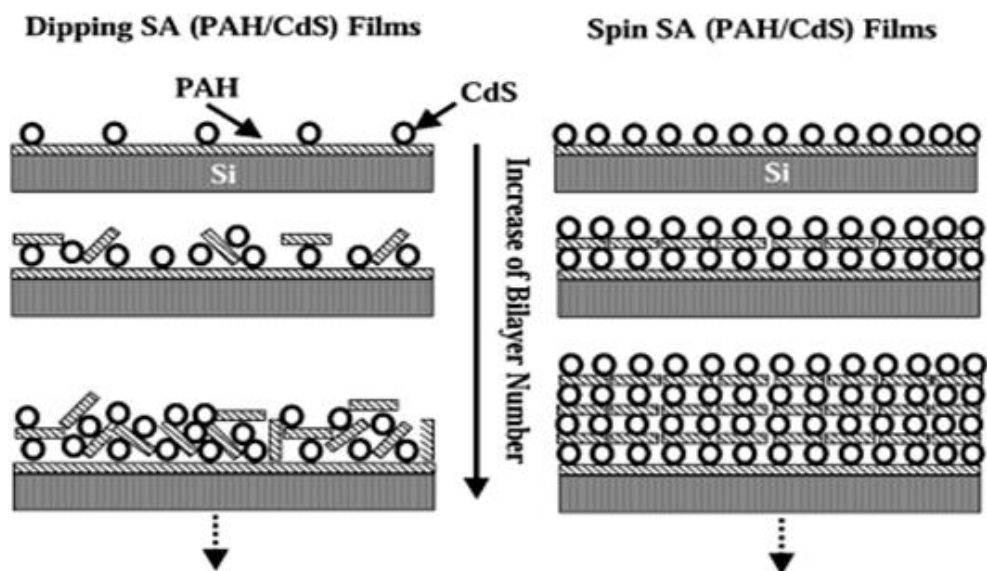 Dipping SA (PAH/CdS) Films
Spin SA (PAH/CdS) Films
PAH
CdS
Si
Si
Increase of Bilayer Number